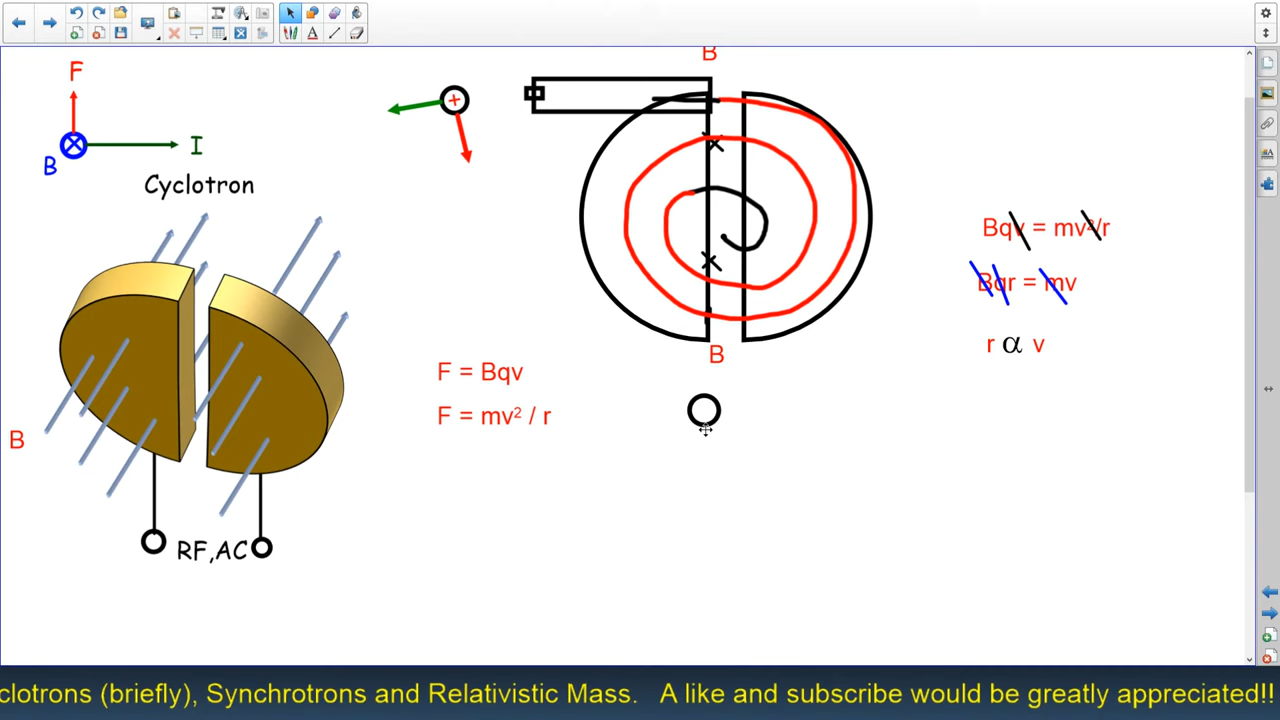 F
B
I
Cyclotron
B
RF,AC
+
B
B
F = Bqv
F = mv² / r
Bqv = mv²/r
Bqr = mv
r α v
clotrons (briefly), Synchrotrons and Relativistic Mass. A like and subscribe would be greatly appreciated!!